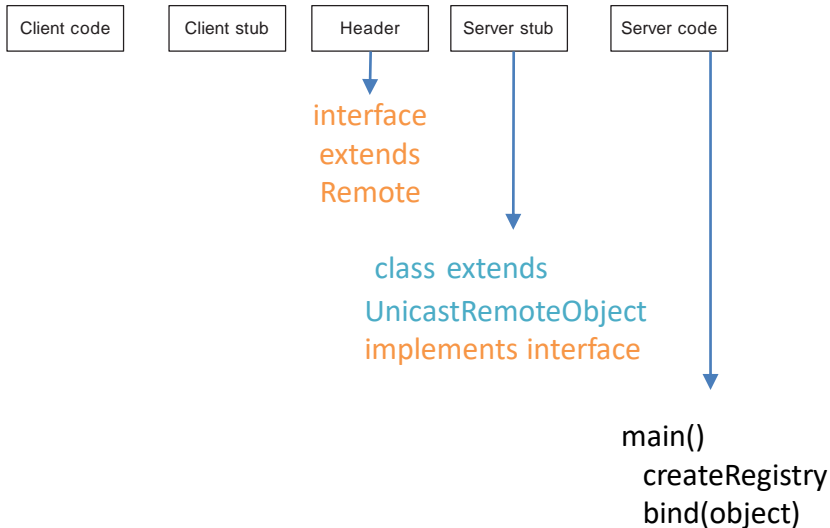 Client code
Client stub
Header
Server stub
Server code
interface
extends
Remote
class extends
UnicastRemoteObject
implements interface
main()
createRegistry
bind(object)